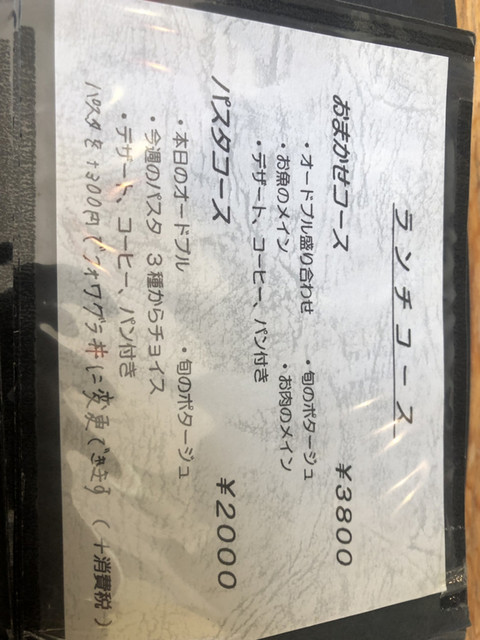 ランチコース
おまかせコース ￥3800
・オードブル盛り合わせ ・旬のポタージュ
・お魚のメイン ・お肉のメイン
・デザート、コーヒー、パン付き
パスタコース ￥2000
・本日のオードブル ・旬のポタージュ
・今週のパスタ 3種からチョイス
・デザート、コーヒー、パン付き
パスタを+300円でフォワグラ丼に変更できます (+消費税)